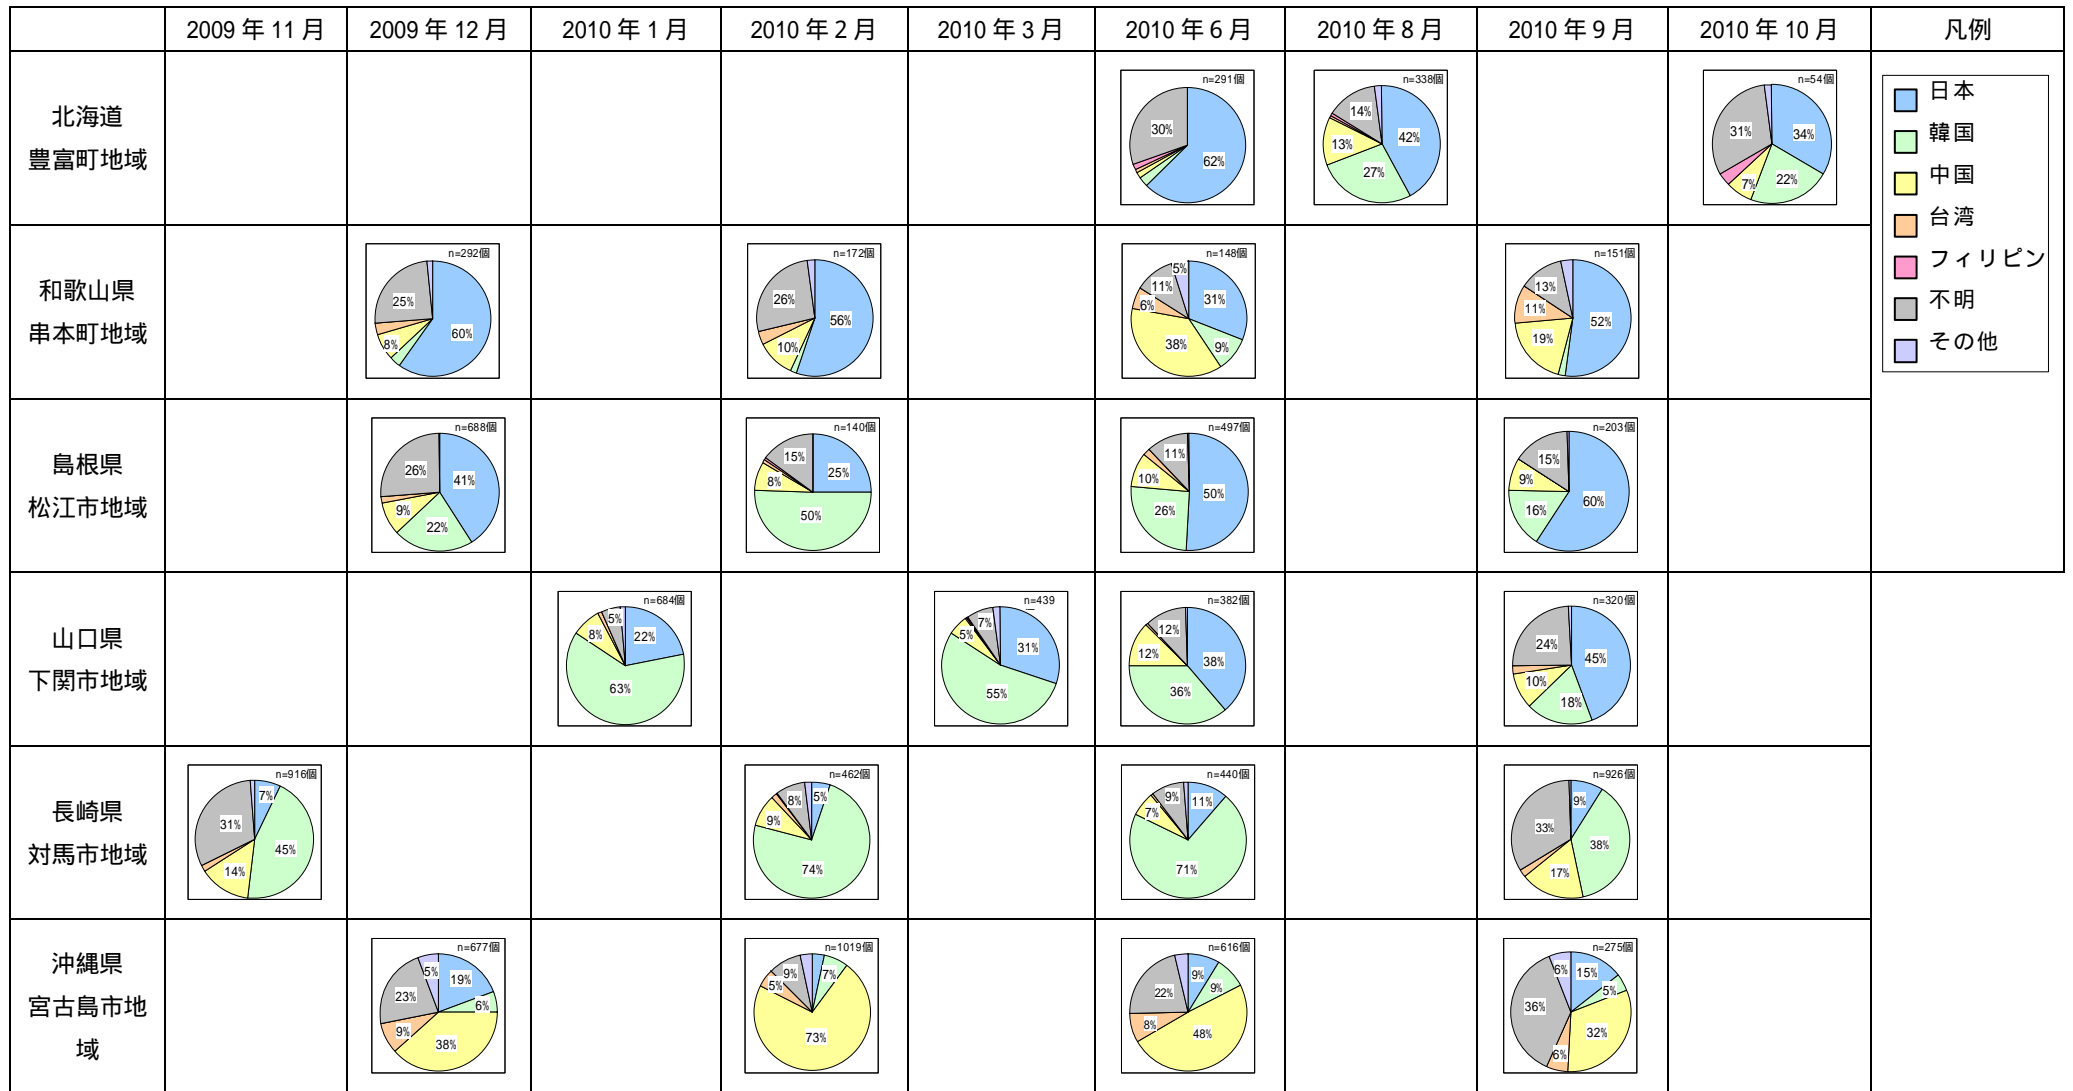 2009年11月
2009年12月
2010年1月
2010年2月
2010年3月
2010年6月
2010年8月
2010年9月
2010年10月
凡例
北海道
豊富町地域
n=291個
30%
62%
n=338個
14%
42%
13%
27%
n=54個
31%
34%
7%
22%
日本
韓国
中国
台湾
フィリピン
不明
その他
和歌山県
串本町地域
n=292個
25%
60%
8%
n=172個
26%
56%
10%
n=148個
5%
11%
31%
6%
38%
9%
n=151個
13%
11%
52%
19%
島根県
松江市地域
n=688個
26%
41%
9%
22%
n=140個
15%
25%
8%
50%
n=497個
11%
10%
50%
26%
n=203個
15%
9%
60%
16%
山口県
下関市地域
n=684個
5%
8%
22%
63%
n=439
7%
5%
31%
55%
n=382個
12%
12%
38%
36%
n=320個
24%
45%
10%
18%
長崎県
対馬市地域
n=916個
7%
31%
45%
14%
n=462個
8%
5%
9%
74%
n=440個
9%
11%
7%
71%
n=926個
9%
33%
38%
17%
沖縄県
宮古島市地
域
n=677個
5%
19%
23%
6%
9%
38%
n=1019個
9%
7%
5%
73%
n=616個
9%
22%
9%
8%
48%
n=275個
6%
15%
5%
36%
32%
6%